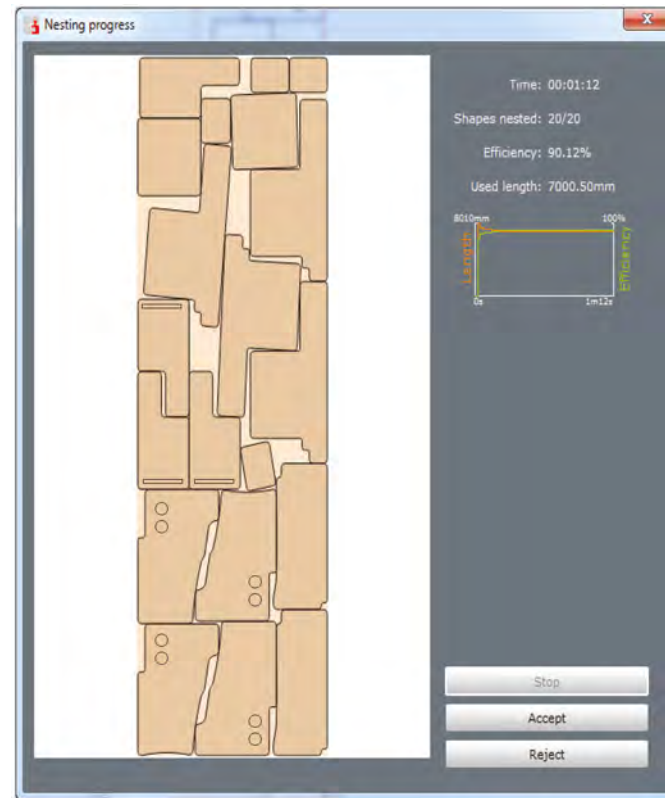 Nesting progress
Time: 00:01:12
Shapes nested: 20/20
Efficiency: 90.12%
Used length: 7000.50mm
8010mm 100%
Length
Efficiency
0s 1m12s
Stop
Accept
Reject